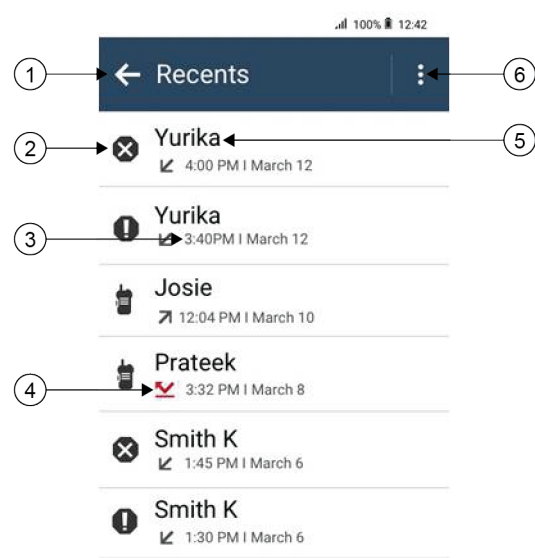 100% 12:42
1 Recents 6
2 Yurika 5
4:00 PM I March 12
Yurika
3 3:40PM I March 12
Josie
12:04 PM I March 10
Prateek
4 3:32 PM I March 8
Smith K
1:45 PM I March 6
Smith K
1:30 PM I March 6